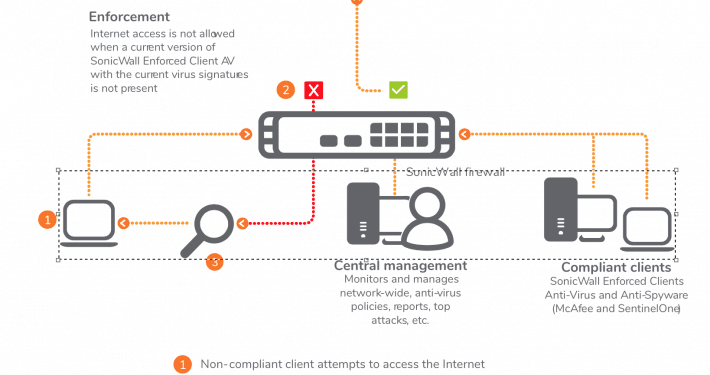 Enforcement
Internet access is not allowed
when a current version of
SonicWall Enforced Client AV
with the current virus signatures
is not present
2
SonicWall firewall
1
3
Central management
Monitors and manages
network-wide, anti-virus
policies, reports, top
attacks, etc.
Compliant clients
SonicWall Enforced Clients
Anti-Virus and Anti-Spyware
(McAfee and SentinelOne)
1 Non-compliant client attempts to access the Internet